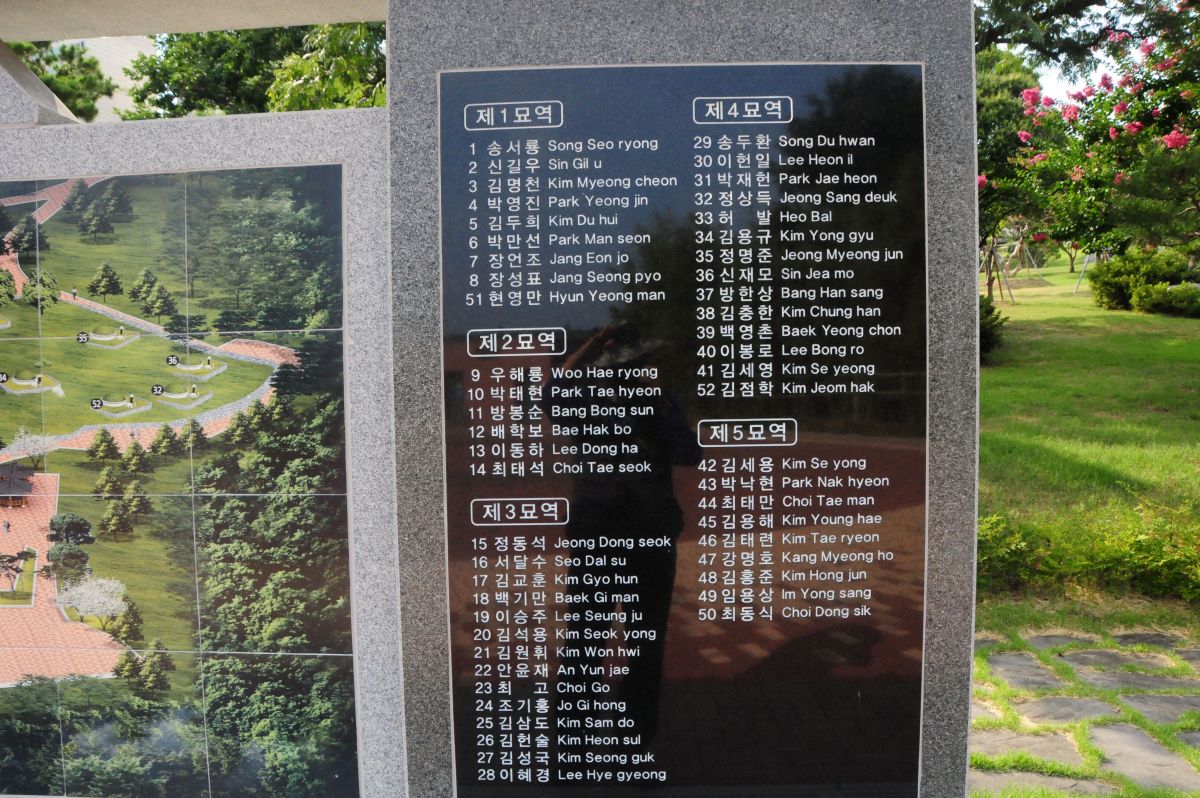 제1묘역
1 송서룡 Song Seo ryong
2 신길우 Sin Gil u
3 김명천 Kim Myeong cheon
4 박영진 Park Yeong jin
5 김두희 Kim Du hui
6 박만선 Park Man seon
7 장언조 Jang Eon jo
8 장성표 Jang Seong pyo
51 현영만 Hyun Yeong man
제2묘역
9 우해룡 Woo Hae ryong
10 박태현 Park Tae hyeon
11 방봉순 Bang Bong sun
12 배학보 Bae Hak bo
13 이동하 Lee Dong ha
14 최태석 Choi Tae seok
제3묘역
15 정동석 Jeong Dong seok
16 서달수 Seo Dal su
17 김교훈 Kim Gyo hun
18 백기만 Baek Gi man
19 이승주 Lee Seung ju
20 김석용 Kim Seok yong
21 김원휘 Kim Won hwi
22 안윤재 An Yun jae
23 최 고 Choi Go
24 조기홍 Jo Gi hong
25 김삼도 Kim Sam do
26 김헌술 Kim Heon sul
27 김성국 Kim Seong guk
28 이혜경 Lee Hye gyeong
제4묘역
29 송두환 Song Du hwan
30 이헌일 Lee Heon il
31 박재헌 Park Jae heon
32 정상득 Jeong Sang deuk
33 허 발 Heo Bal
34 김용규 Kim Yong gyu
35 정명준 Jeong Myeong jun
36 신재모 Sin Jea mo
37 방한상 Bang Han sang
38 김충한 Kim Chung han
39 백영촌 Baek Yeong chon
40 이봉로 Lee Bong ro
41 김세영 Kim Se yeong
52 김점학 Kim Jeom hak
제5묘역
42 김세용 Kim Se yong
43 박낙현 Park Nak hyeon
44 최태만 Choi Tae man
45 김용해 Kim Young hae
46 김태련 Kim Tae ryeon
47 강명호 Kang Myeong ho
48 김홍준 Kim Hong jun
49 임용상 Im Yong sang
50 최동식 Choi Dong sik
35
36
34
32
52